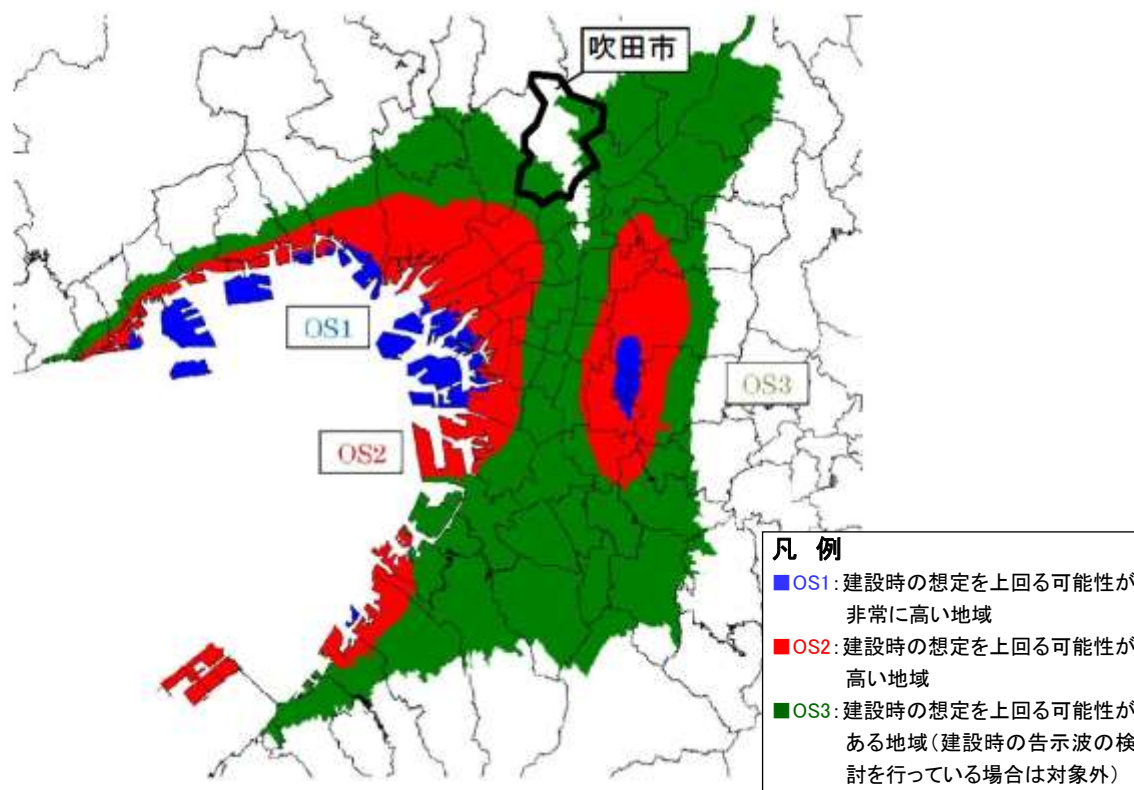 吹田市
OS1
OS3
OS2
凡 例
■OS1:建設時の想定を上回る可能性が
非常に高い地域
■OS2:建設時の想定を上回る可能性が
高い地域
■OS3:建設時の想定を上回る可能性が
ある地域(建設時の告示波の検
討を行っている場合は対象外)